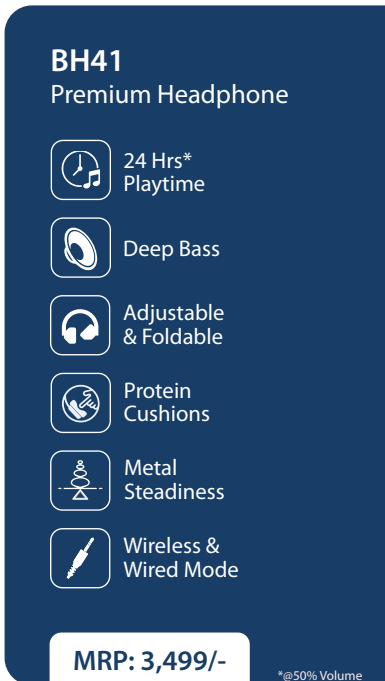 BH41
Premium Headphone
24 Hrs*
Playtime
Deep Bass
Adjustable
& Foldable
Protein
Cushions
Metal
Steadiness
Wireless &
Wired Mode
MRP: 3,499/-
*@50% Volume